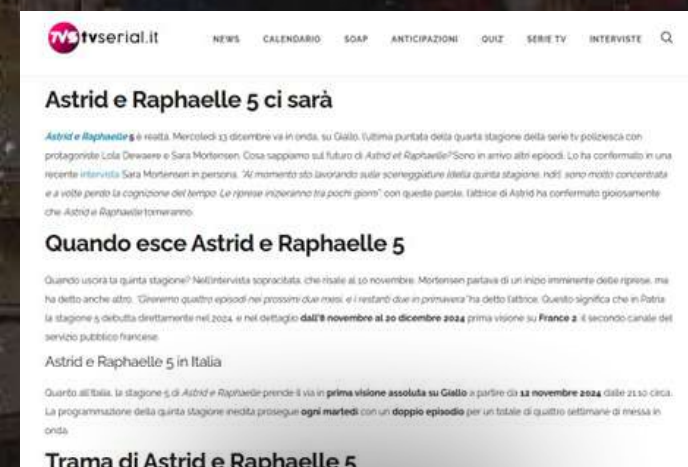 TVS tvserial.it
NEWS CALENDARIO SOAP ANTICIPAZIONI QUIZ SERIE TV INTERVISTE
Astrid e Raphaelle 5 ci sarà
Astrid e Raphaelle 5 è realtà. Mercoledì 13 dicembre va in onda, su Giallo, l'ultima puntata della quarta stagione della serie tv poliziesca con
protagoniste Lola Dewaere e Sara Mortensen. Cosa sappiamo sul futuro di Astrid et Raphaelle? Sono in arrivo altri episodi. Lo ha confermato in una
recente intervista Sara Mortensen in persona. "Al momento sto lavorando sulle sceneggiature (della quinta stagione, ndr), sono molto concentrata
e a volte perdo la cognizione del tempo. Le riprese inizieranno tra pochi giorni": con queste parole, l'attrice di Astrid ha confermato gioiosamente
che Astrid e Raphaelle torneranno.
Quando esce Astrid e Raphaelle 5
Quando uscirà la quinta stagione? Nell'intervista sopracitata, che risale al 10 novembre, Mortensen parlava di un inizio imminente delle riprese, ma
ha detto anche altro. "Gireremo quattro episodi nei prossimi due mesi, e i restanti due in primavera" ha detto l'attrice. Questo significa che in Patria
la stagione 5 debutta direttamente nel 2024, e nel dettaglio dall'8 novembre al 20 dicembre 2024 prima visione su France 2, il secondo canale del
servizio pubblico francese.
Astrid e Raphaelle 5 in Italia
Quanto all'Italia, la stagione 5 di Astrid e Raphaelle prende il via in prima visione assoluta su Giallo a partire da 12 novembre 2024 dalle 21:10 circa.
La programmazione della quinta stagione inedita prosegue ogni martedì con un doppio episodio per un totale di quattro settimane di messa in
onda.
Trama di Astrid e Raphaelle 5